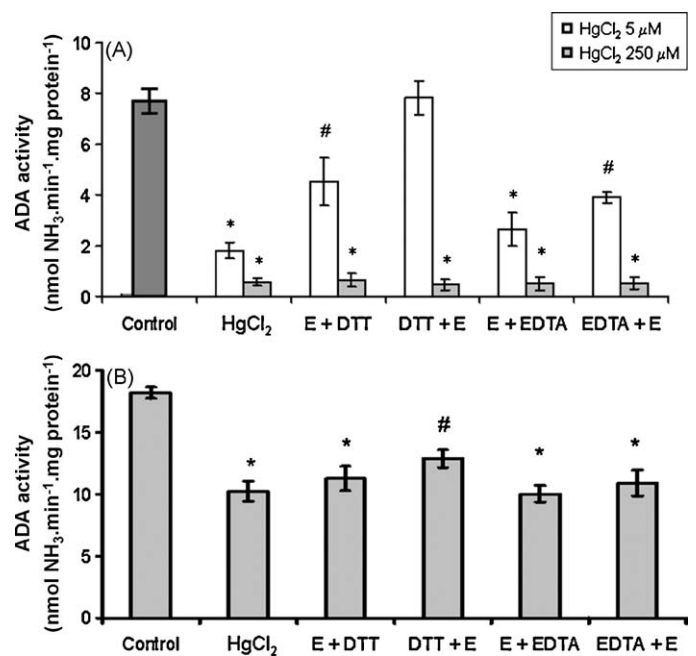 HgCl₂ 5 μM
HgCl₂ 250 μM
(A)
ADA activity
(nmol NH₃.min⁻¹.mg protein⁻¹)
10
8
6
4
2
0
#
#
* * * * * * *
Control HgCl₂ E + DTT DTT + E E + EDTA EDTA + E
(B)
ADA activity
(nmol NH₃.min⁻¹.mg protein⁻¹)
20
15
10
5
0
* * # * *
Control HgCl₂ E + DTT DTT + E E + EDTA EDTA + E